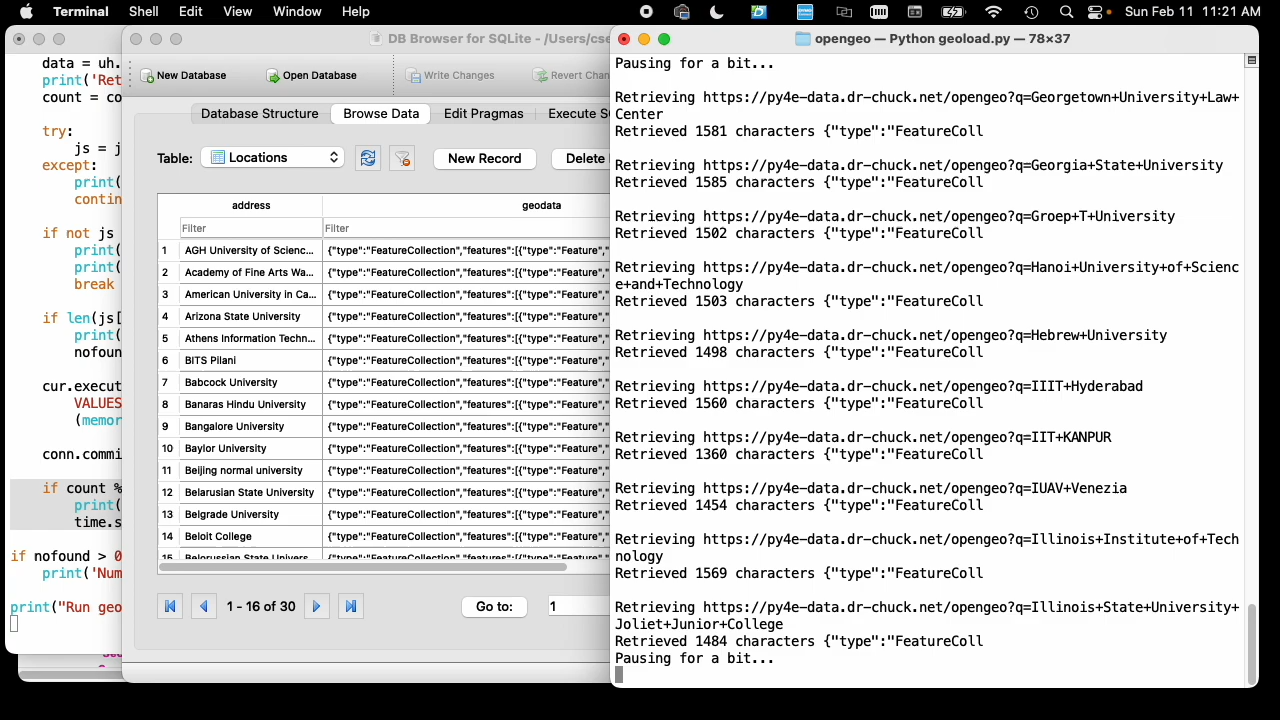 Terminal Shell Edit View Window Help Sun Feb 11 11:21 AM
data = uh.
print('Ret
count = co
try:
js = j
except:
print(
contin
if not js
print(
print(
break
if len(js[
print(
nofoun
cur.execut
VALUES
(memor
conn.commi
if count %
print(
time.s
if nofound > 0
print('Num
print("Run geo
DB Browser for SQLite - /Users/cse
New Database Open Database Write Changes Revert Chan
Database Structure Browse Data Edit Pragmas Execute SQ
Table: Locations New Record Delete
address geodata
Filter Filter
1 AGH University of Scienc... {"type":"FeatureCollection","features":[{"type":"Feature","
2 Academy of Fine Arts Wa... {"type":"FeatureCollection","features":[{"type":"Feature","
3 American University in Ca... {"type":"FeatureCollection","features":[{"type":"Feature","
4 Arizona State University {"type":"FeatureCollection","features":[{"type":"Feature","
5 Athens Information Techn... {"type":"FeatureCollection","features":[{"type":"Feature","
6 BITS Pilani {"type":"FeatureCollection","features":[{"type":"Feature","
7 Babcock University {"type":"FeatureCollection","features":[{"type":"Feature","
8 Banaras Hindu University {"type":"FeatureCollection","features":[{"type":"Feature","
9 Bangalore University {"type":"FeatureCollection","features":[{"type":"Feature","
10 Baylor University {"type":"FeatureCollection","features":[{"type":"Feature","
11 Beijing normal university {"type":"FeatureCollection","features":[{"type":"Feature","
12 Belarusian State University {"type":"FeatureCollection","features":[{"type":"Feature","
13 Belgrade University {"type":"FeatureCollection","features":[{"type":"Feature","
14 Beloit College {"type":"FeatureCollection","features":[{"type":"Feature","
15 Belorussian State Univers... {"type":"FeatureCollection","features":[{"type":"Feature","
1 - 16 of 30 Go to: 1
opengeo — Python geoload.py — 78×37
Pausing for a bit...
Retrieving https://py4e-data.dr-chuck.net/opengeo?q=Georgetown+University+Law+
Center
Retrieved 1581 characters {"type":"FeatureColl
Retrieving https://py4e-data.dr-chuck.net/opengeo?q=Georgia+State+University
Retrieved 1585 characters {"type":"FeatureColl
Retrieving https://py4e-data.dr-chuck.net/opengeo?q=Groep+T+University
Retrieved 1502 characters {"type":"FeatureColl
Retrieving https://py4e-data.dr-chuck.net/opengeo?q=Hanoi+University+of+Scienc
e+and+Technology
Retrieved 1503 characters {"type":"FeatureColl
Retrieving https://py4e-data.dr-chuck.net/opengeo?q=Hebrew+University
Retrieved 1498 characters {"type":"FeatureColl
Retrieving https://py4e-data.dr-chuck.net/opengeo?q=IIIT+Hyderabad
Retrieved 1560 characters {"type":"FeatureColl
Retrieving https://py4e-data.dr-chuck.net/opengeo?q=IIT+KANPUR
Retrieved 1360 characters {"type":"FeatureColl
Retrieving https://py4e-data.dr-chuck.net/opengeo?q=IUAV+Venezia
Retrieved 1454 characters {"type":"FeatureColl
Retrieving https://py4e-data.dr-chuck.net/opengeo?q=Illinois+Institute+of+Tech
nology
Retrieved 1569 characters {"type":"FeatureColl
Retrieving https://py4e-data.dr-chuck.net/opengeo?q=Illinois+State+University+
Joliet+Junior+College
Retrieved 1484 characters {"type":"FeatureColl
Pausing for a bit...